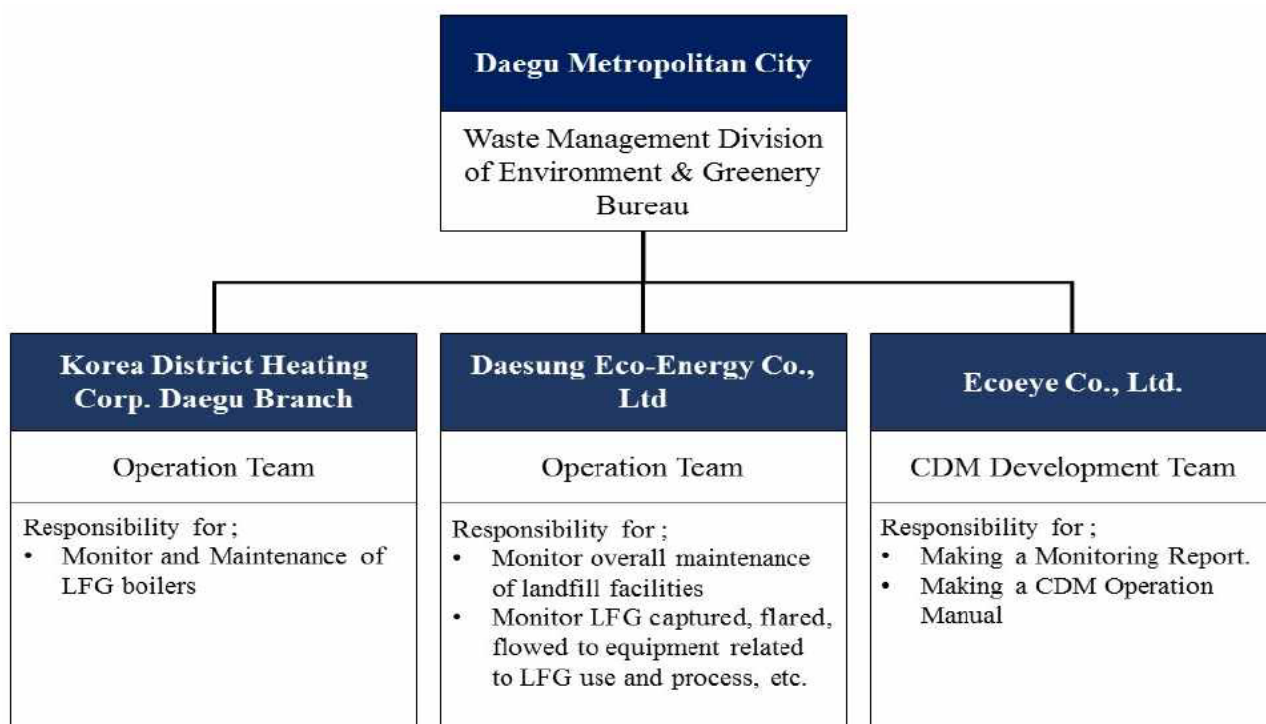 Daegu Metropolitan City
Waste Management Division
of Environment & Greenery
Bureau
Korea District Heating
Corp. Daegu Branch
Operation Team
Responsibility for ;
• Monitor and Maintenance of
LFG boilers
Daesung Eco-Energy Co.,
Ltd
Operation Team
Responsibility for ;
• Monitor overall maintenance
of landfill facilities
• Monitor LFG captured, flared,
flowed to equipment related
to LFG use and process, etc.
Ecoeye Co., Ltd.
CDM Development Team
Responsibility for ;
• Making a Monitoring Report.
• Making a CDM Operation
Manual